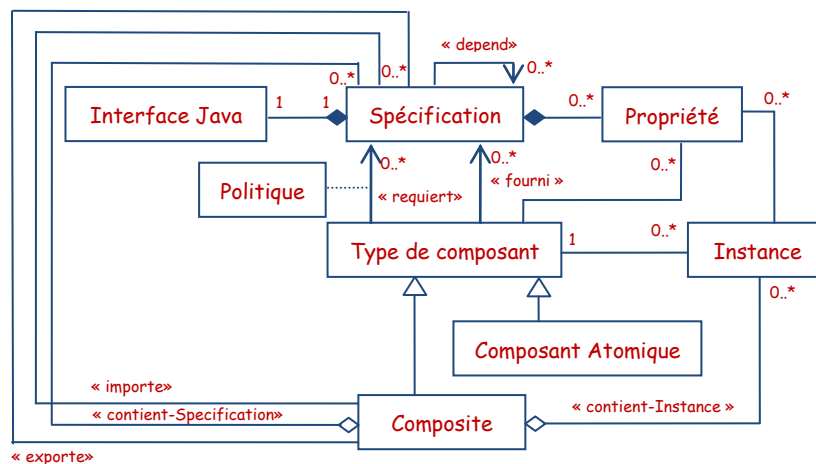 « depend»
0..*
0..*
0..*
Interface Java
1
1
Spécification
0..*
Propriété
0..*
0..*
0..*
0..*
Politique
« requiert»
« fourni »
Type de composant
1
0..*
Instance
0..*
Composant Atomique
« importe»
« contient-Specification»
Composite
« contient-Instance »
« exporte»